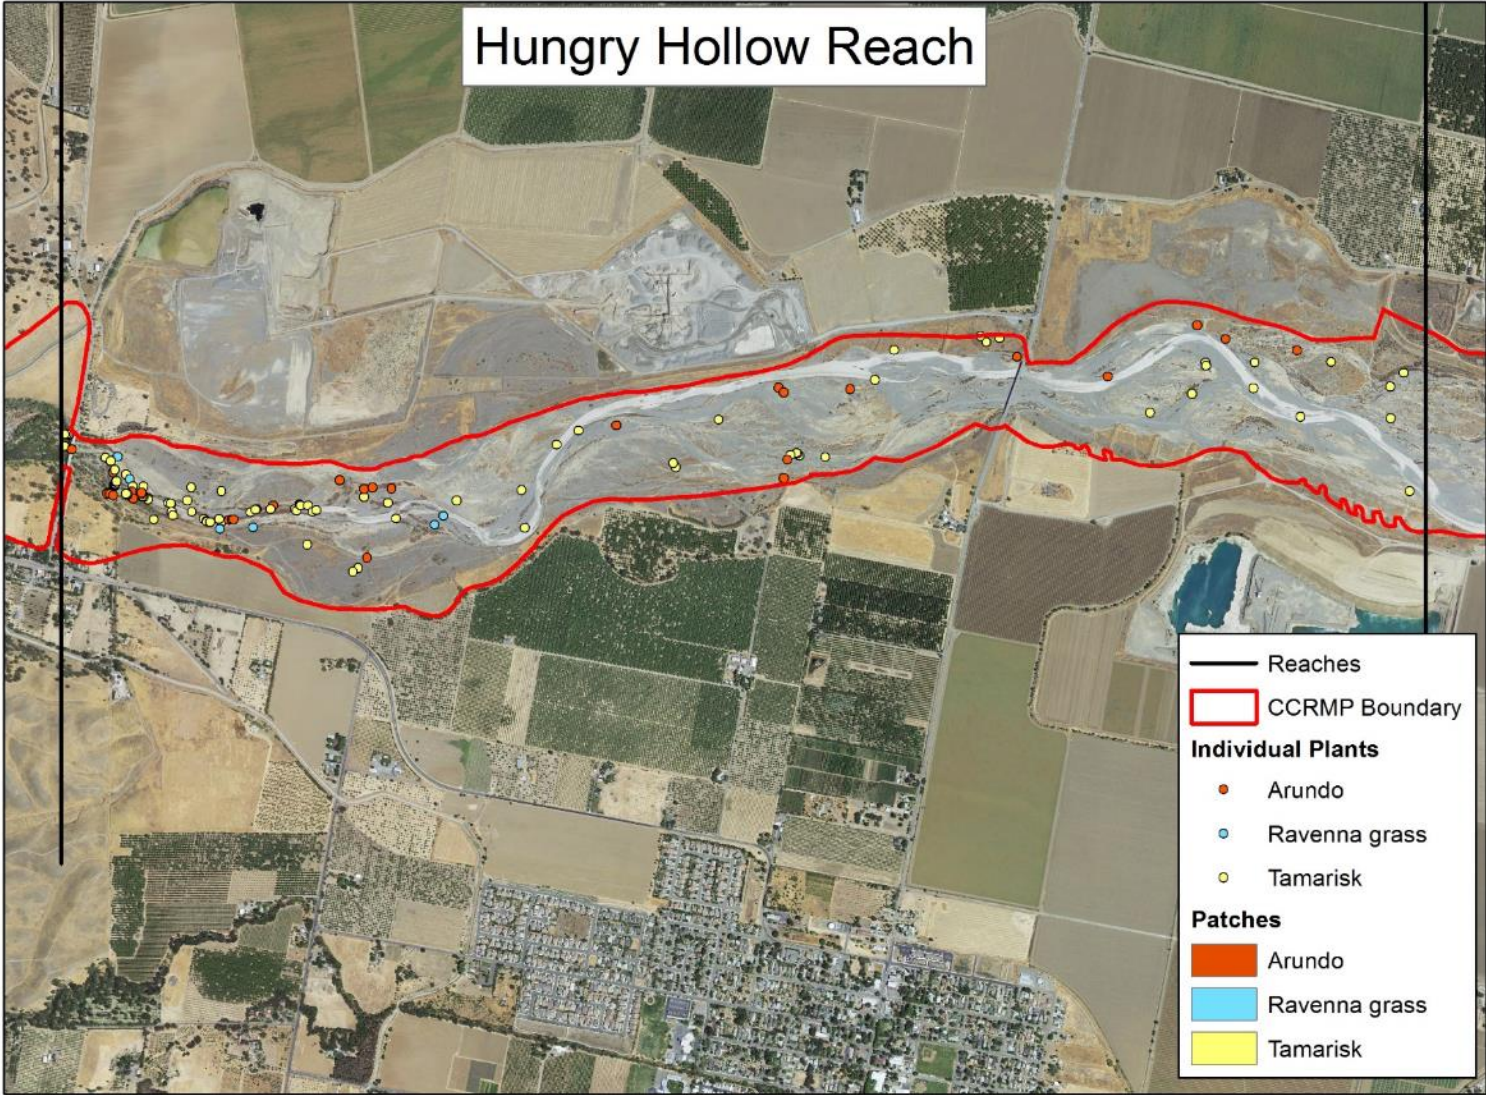 Hungry Hollow Reach
Reaches
CCRMP Boundary
Individual Plants
Arundo
Ravenna grass
Tamarisk
Patches
Arundo
Ravenna grass
Tamarisk